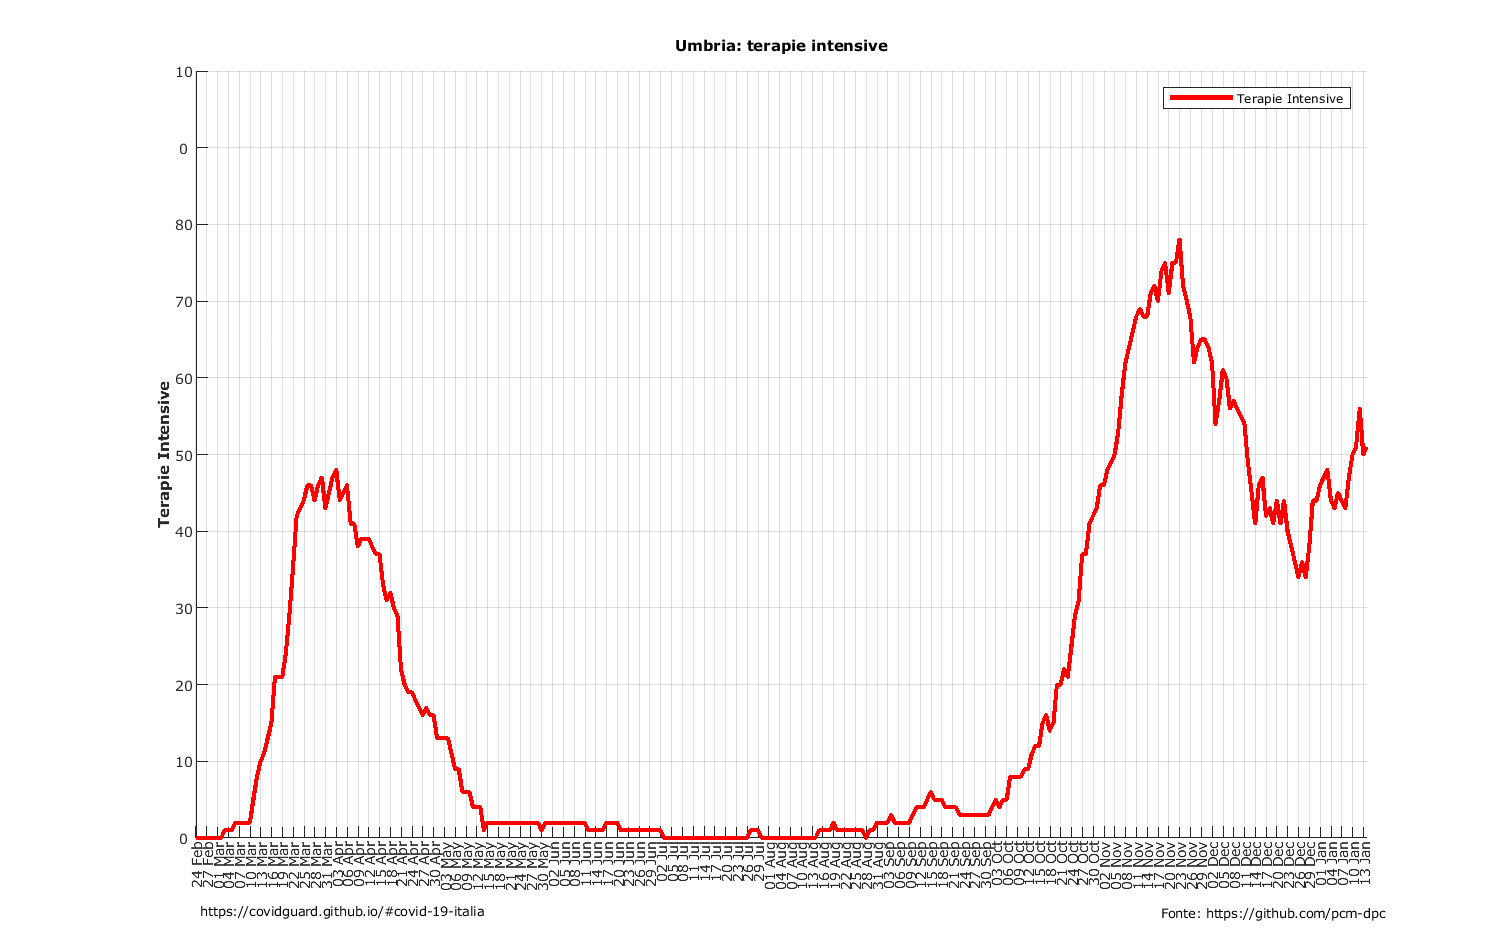 Umbria: terapie intensive
Terapie Intensive
Terapie Intensive
10
0
80
70
60
50
40
30
20
10
0
24 Feb
27 Feb
01 Mar
04 Mar
07 Mar
10 Mar
13 Mar
16 Mar
19 Mar
22 Mar
25 Mar
28 Mar
31 Mar
03 Apr
06 Apr
09 Apr
12 Apr
15 Apr
18 Apr
21 Apr
24 Apr
27 Apr
30 Apr
03 May
06 May
09 May
12 May
15 May
18 May
21 May
24 May
27 May
30 May
02 Jun
05 Jun
08 Jun
11 Jun
14 Jun
17 Jun
20 Jun
23 Jun
26 Jun
29 Jun
02 Jul
05 Jul
08 Jul
11 Jul
14 Jul
17 Jul
20 Jul
23 Jul
26 Jul
29 Jul
01 Aug
04 Aug
07 Aug
10 Aug
13 Aug
16 Aug
19 Aug
22 Aug
25 Aug
28 Aug
31 Aug
03 Sep
06 Sep
09 Sep
12 Sep
15 Sep
18 Sep
21 Sep
24 Sep
27 Sep
30 Sep
03 Oct
06 Oct
09 Oct
12 Oct
15 Oct
18 Oct
21 Oct
24 Oct
27 Oct
30 Oct
02 Nov
05 Nov
08 Nov
11 Nov
14 Nov
17 Nov
20 Nov
23 Nov
26 Nov
29 Nov
02 Dec
05 Dec
08 Dec
11 Dec
14 Dec
17 Dec
20 Dec
23 Dec
26 Dec
29 Dec
01 Jan
04 Jan
07 Jan
10 Jan
13 Jan
https://covidguard.github.io/#covid-19-italia
Fonte: https://github.com/pcm-dpc